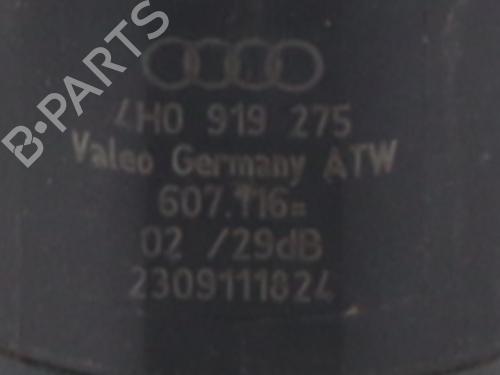 4H0 919 275
Valeo Germany ATW
607.116=
02 /29dB
2309111824
B-PARTS